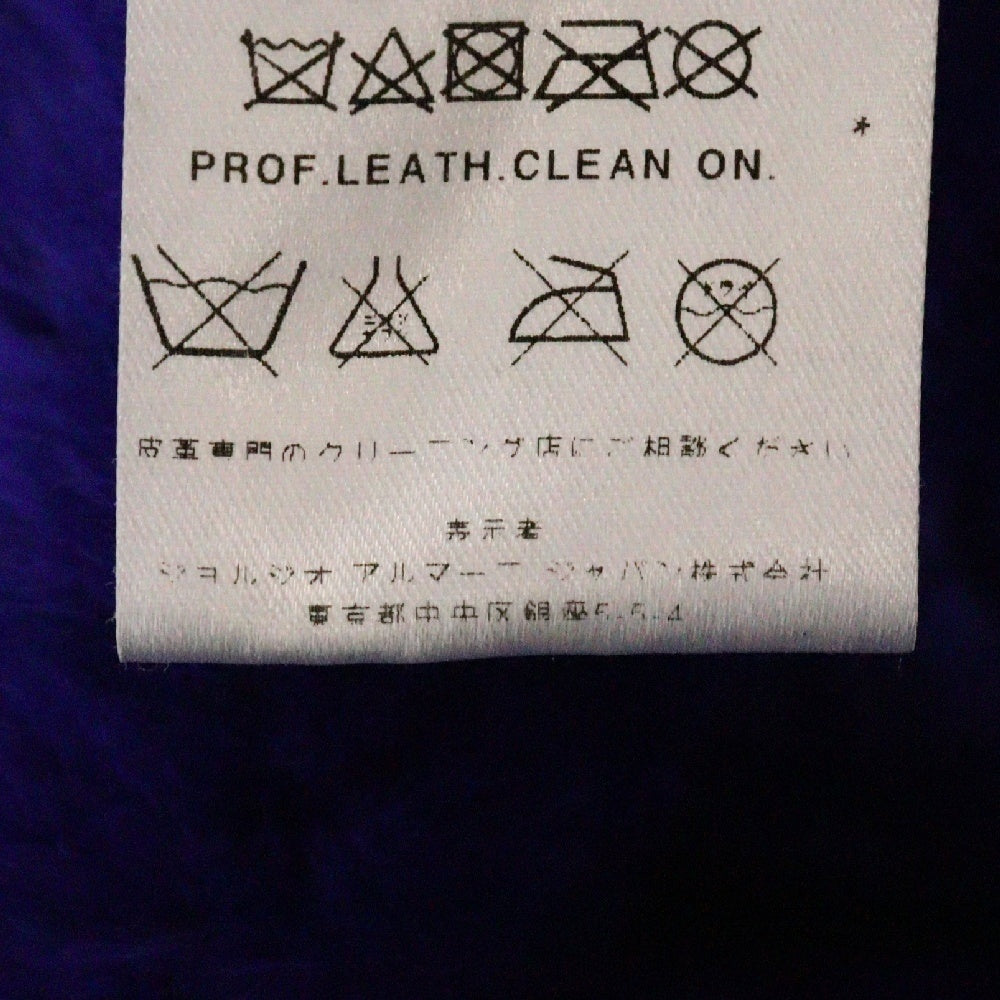 PROF.LEATH.CLEAN ON.
皮革専門のクリーニング店にご相談ください
表示者
ジョルジオ アルマーニ ジャパン株式会社
東京都中央区銀座5-5-4